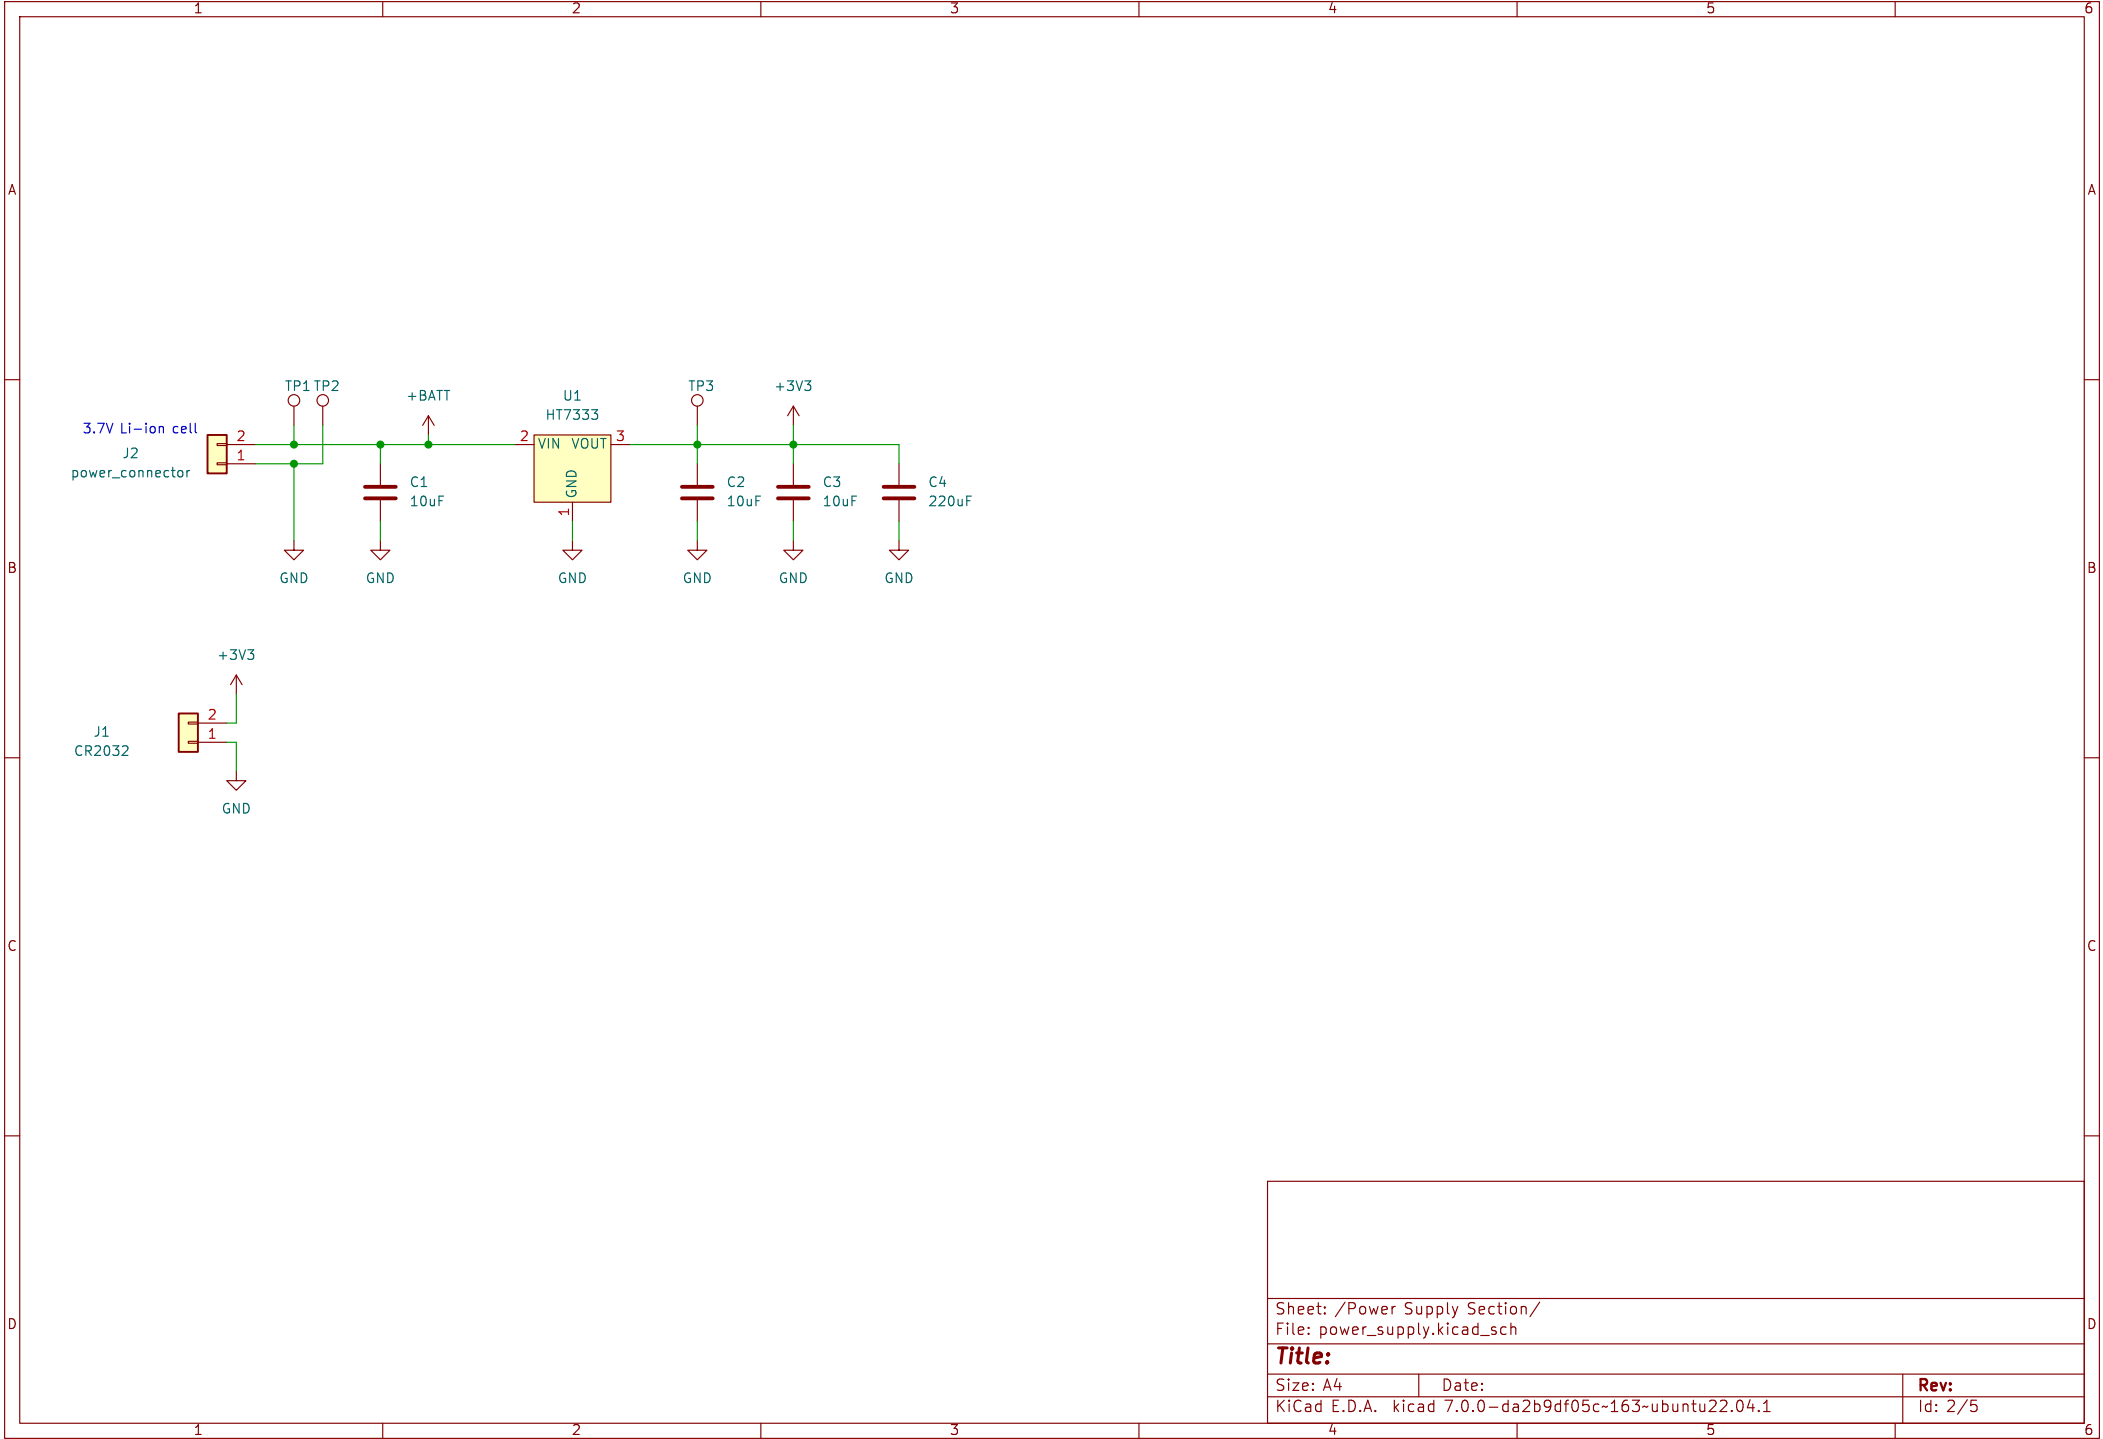 1 2 3 4 5 6
A A
TP1 TP2
+BATT
U1
HT7333
TP3
+3V3
3.7V Li-ion cell
J2
power_connector
2
1
2
VIN VOUT
3
GND
1
C1
10uF
C2
10uF
C3
10uF
C4
220uF
GND GND GND GND GND GND
B B
+3V3
J1
CR2032
2
1
GND
C C
D D
Sheet: /Power Supply Section/
File: power_supply.kicad_sch
Title:
Size: A4 Date: Rev:
KiCad E.D.A. kicad 7.0.0-da2b9df05c~163~ubuntu22.04.1 Id: 2/5
1 2 3 4 5 6